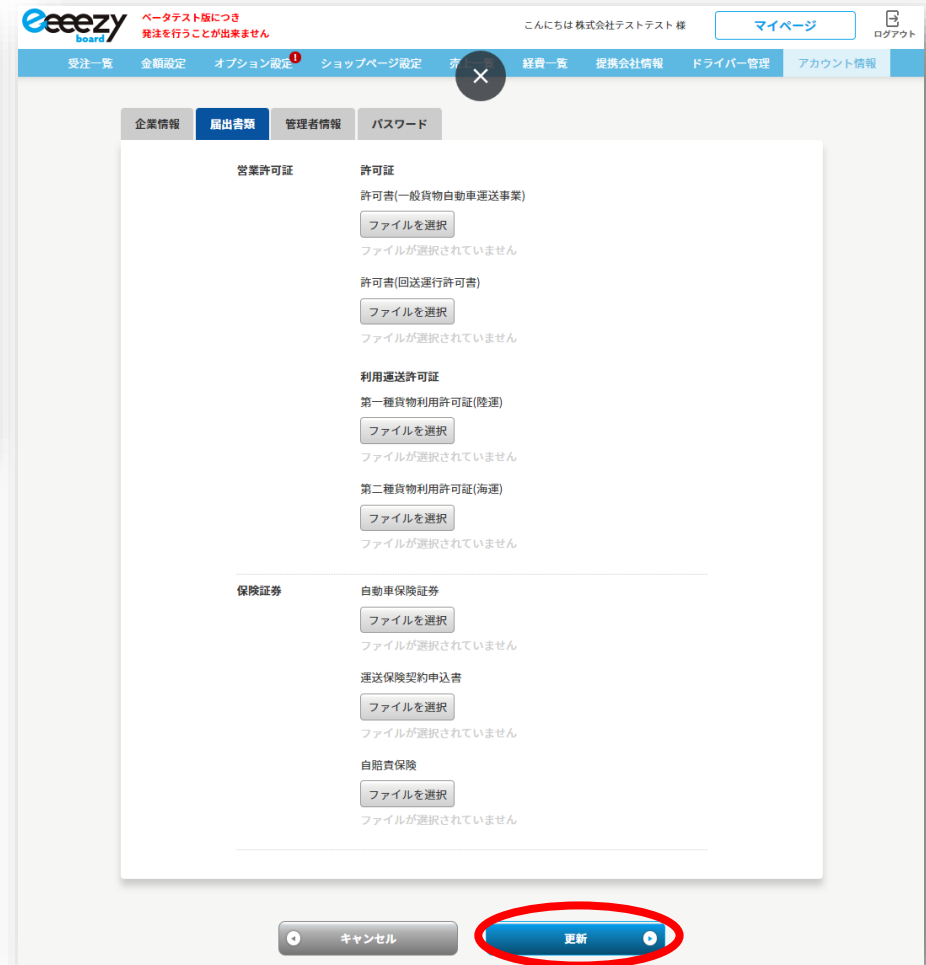 eeeezy
board
ベータテスト版につき
発注を行うことが出来ません
こんにちは 株式会社テストテスト 様
マイページ
ログアウト
受注一覧 金額設定 オプション設定 ! ショップページ設定 売上一覧 経費一覧 提携会社情報 ドライバー管理 アカウント情報
企業情報 届出書類 管理者情報 パスワード
営業許可証 許可証
許可書(一般貨物自動車運送事業)
ファイルを選択
ファイルが選択されていません
許可書(回送運行許可書)
ファイルを選択
ファイルが選択されていません
利用運送許可証
第一種貨物利用許可証(陸運)
ファイルを選択
ファイルが選択されていません
第二種貨物利用許可証(海運)
ファイルを選択
ファイルが選択されていません
保険証券 自動車保険証券
ファイルを選択
ファイルが選択されていません
運送保険契約申込書
ファイルを選択
ファイルが選択されていません
自賠責保険
ファイルを選択
ファイルが選択されていません
キャンセル 更新